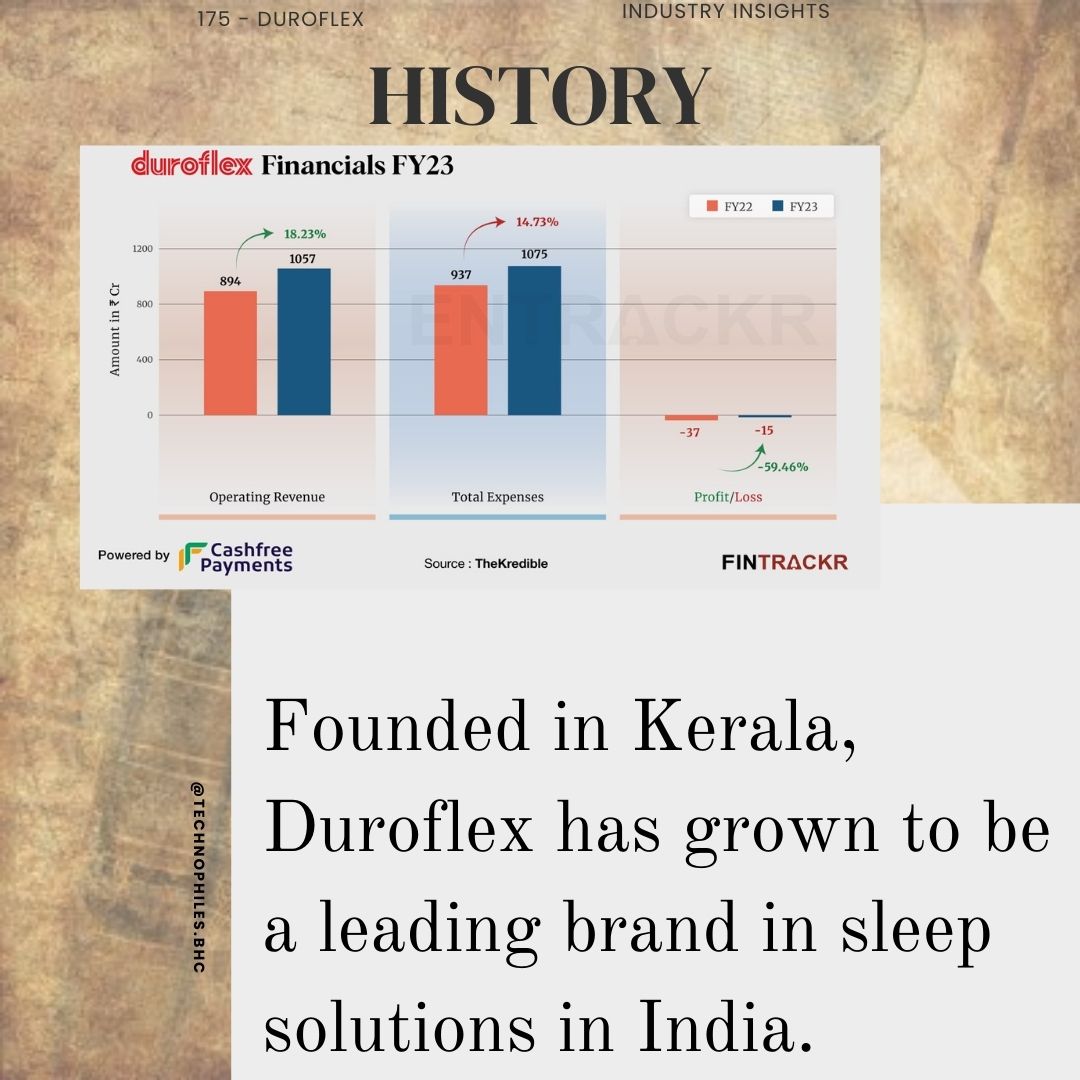 175 - DUROFLEX
INDUSTRY INSIGHTS
HISTORY
duroflex Financials FY23
FY22 FY23
Amount in ₹ Cr
1200
800
400
0
18.23%
894
1057
Operating Revenue
14.73%
937
1075
Total Expenses
-37
-15
-59.46%
Profit/Loss
ENTRACKR
Powered by Cashfree
Payments
Source : TheKredible
FINTRACKR
@TECHNOPHILES.BHC
Founded in Kerala,
Duroflex has grown to be
a leading brand in sleep
solutions in India.